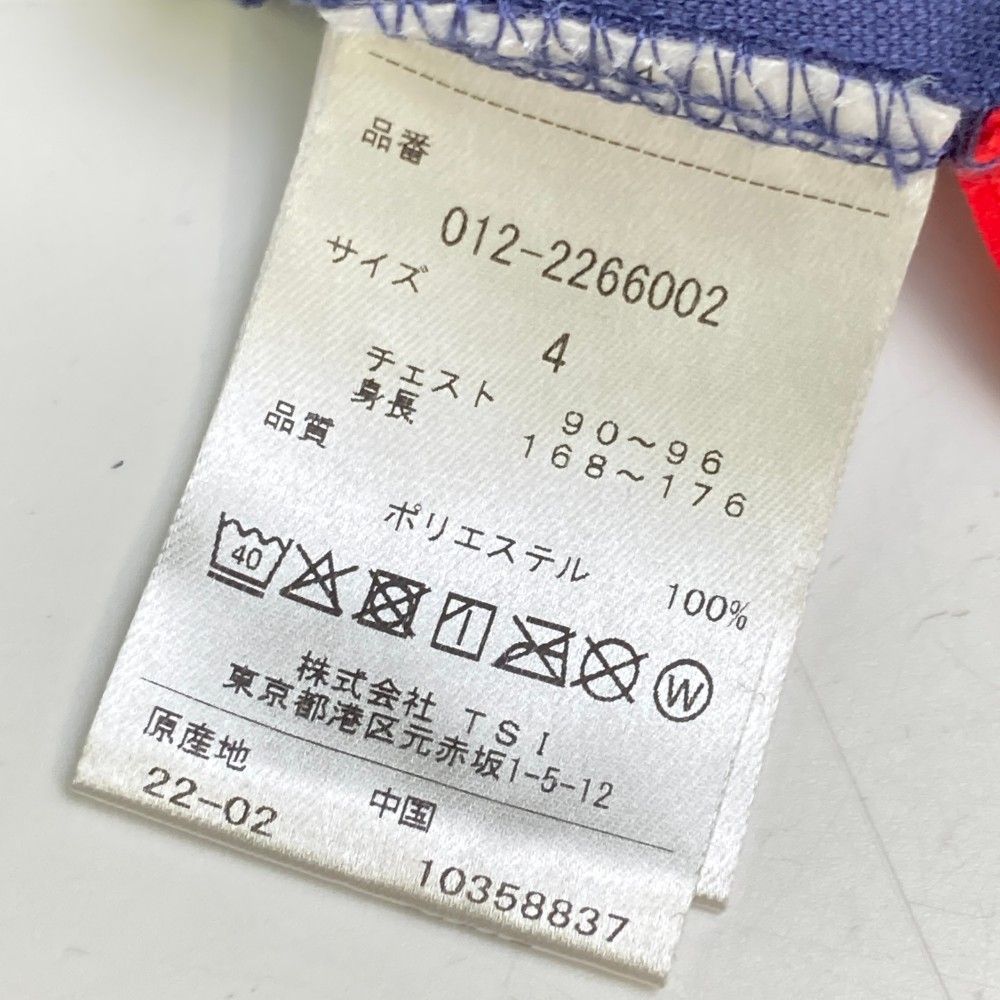 品番
012-2266002
サイズ
4
チェスト 90～96
身長 168～176
品質
ポリエステル 100%
40
W
株式会社 TSI
東京都港区元赤坂1-5-12
原産地 中国
22-02 10358837